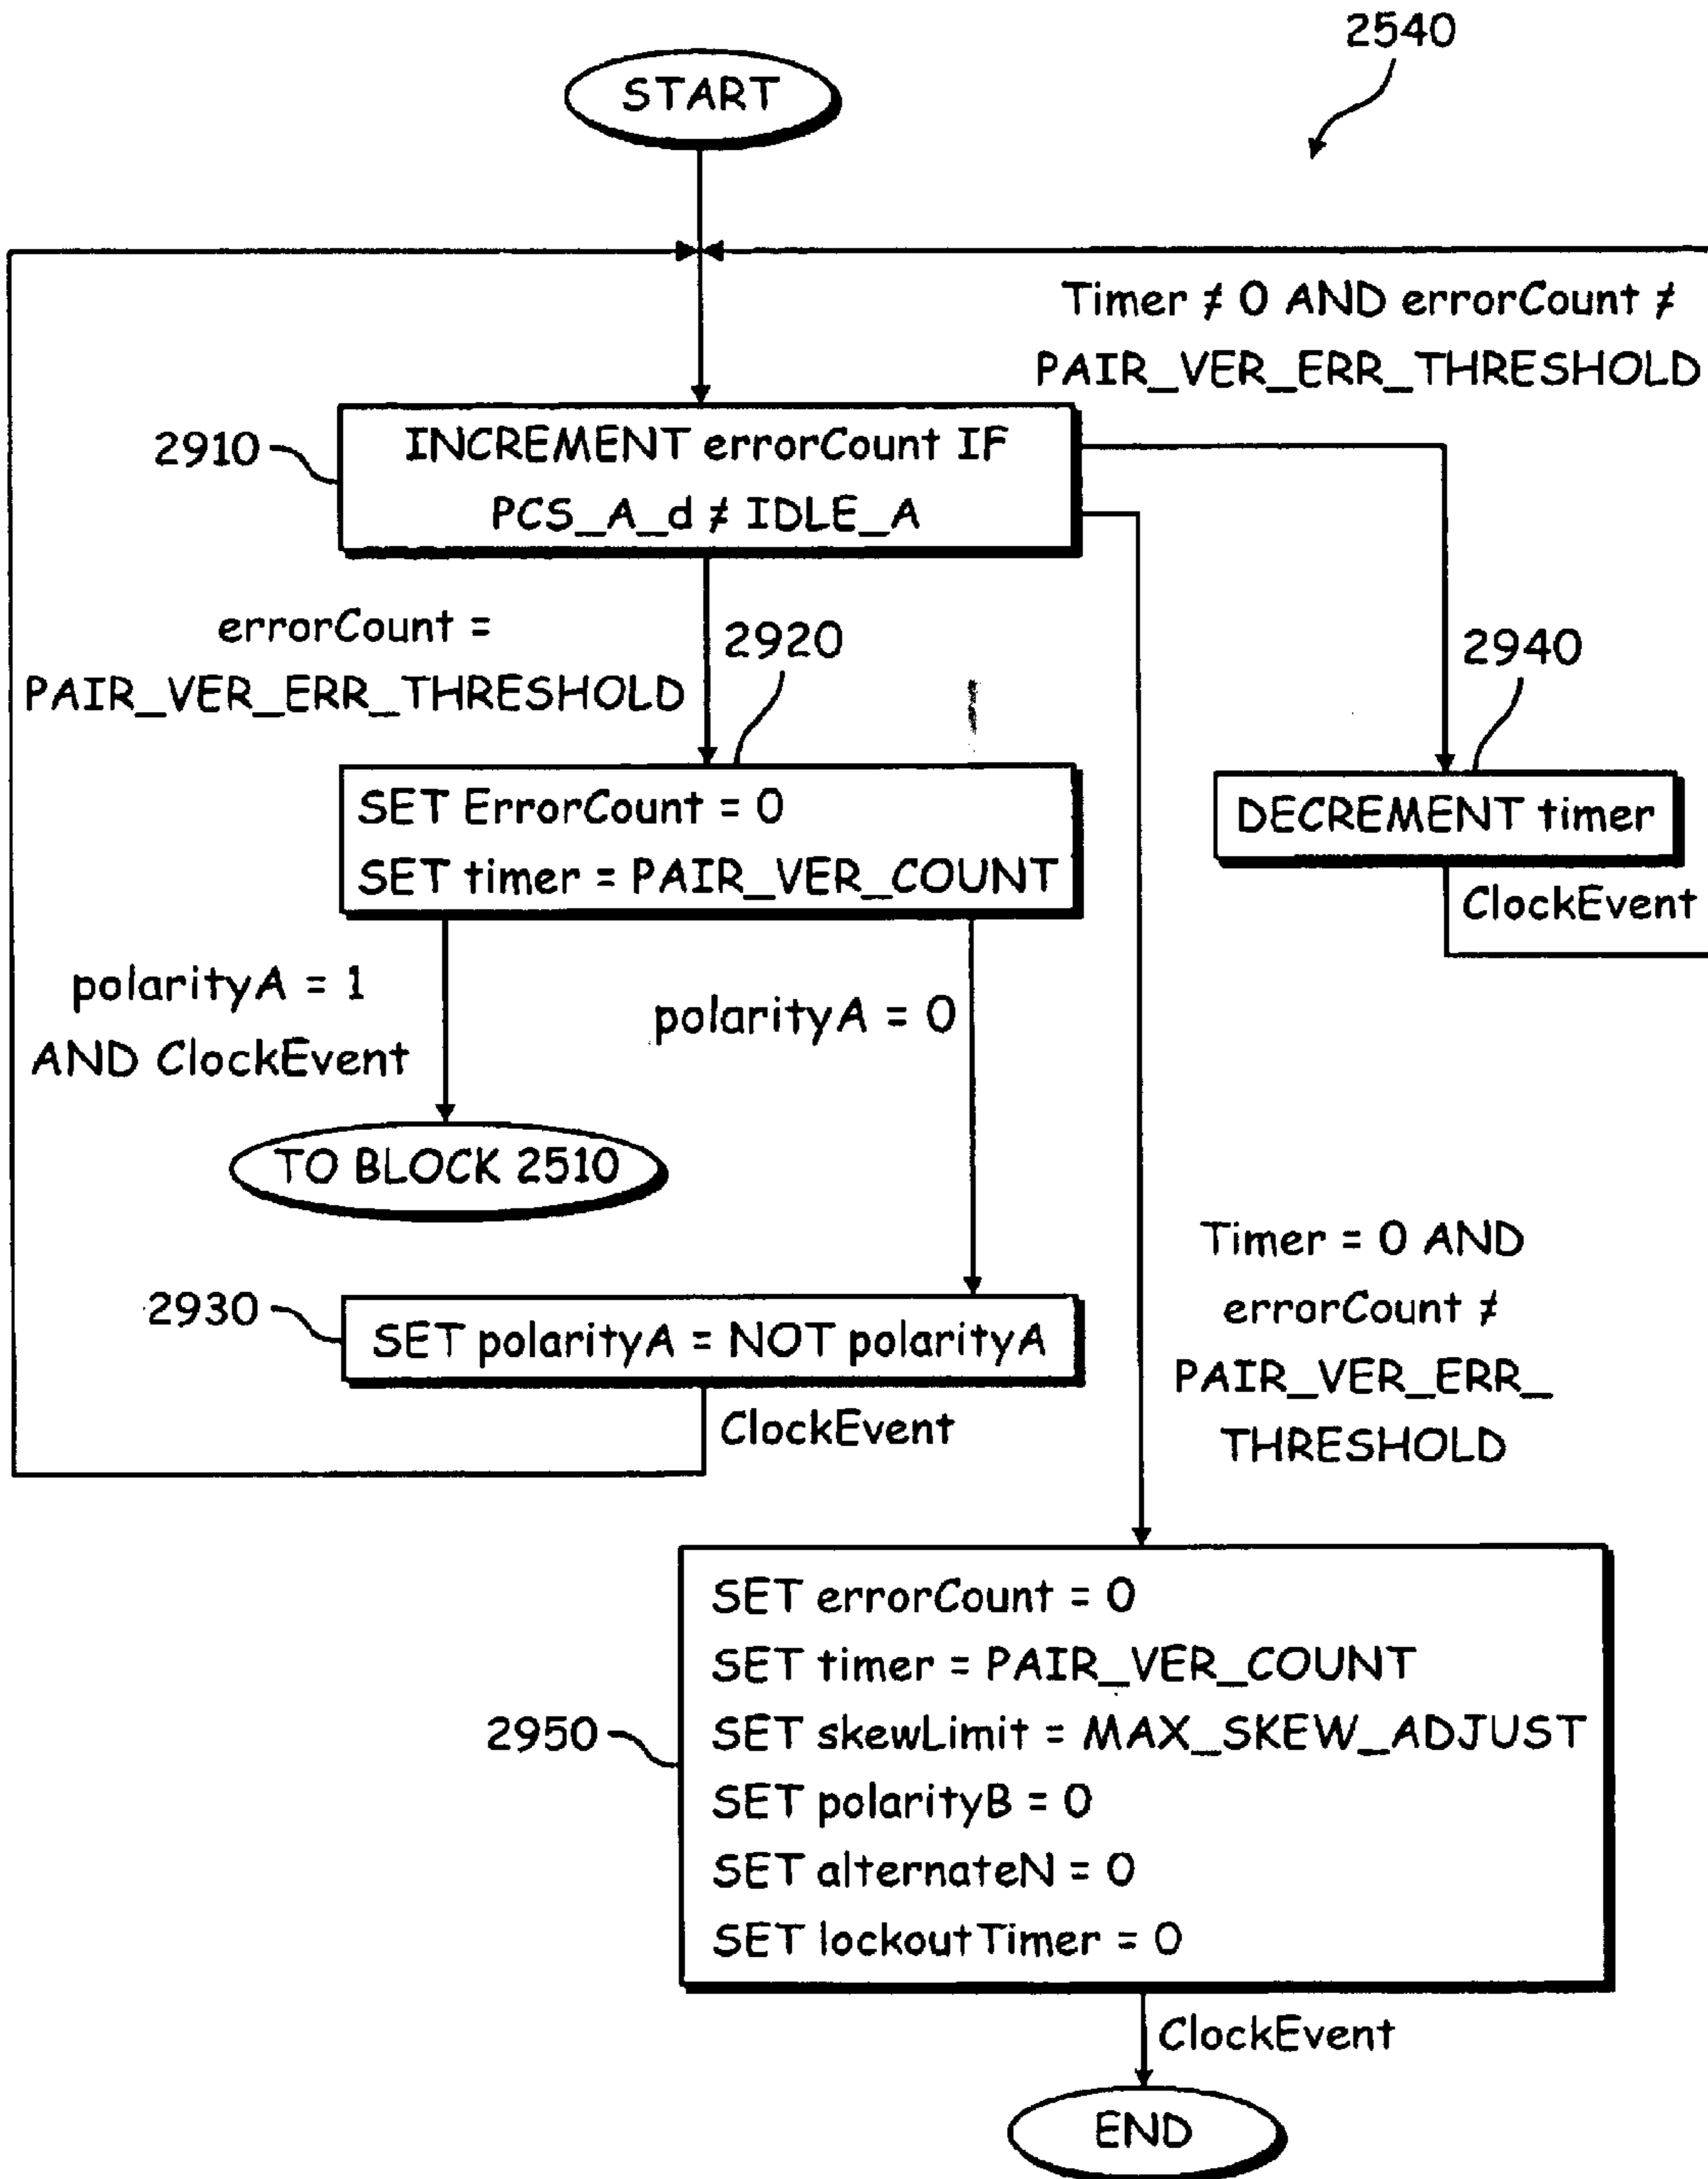 2540
START
Timer ≠ 0 AND errorCount ≠
PAIR_VER_ERR_THRESHOLD
2910
INCREMENT errorCount IF
PCS_A_d ≠ IDLE_A
errorCount =
PAIR_VER_ERR_THRESHOLD
2920
2940
SET ErrorCount = 0
SET timer = PAIR_VER_COUNT
DECREMENT timer
ClockEvent
polarityA = 1
AND ClockEvent
polarityA = 0
TO BLOCK 2510
Timer = 0 AND
errorCount ≠
PAIR_VER_ERR_
THRESHOLD
2930
SET polarityA = NOT polarityA
ClockEvent
2950
SET errorCount = 0
SET timer = PAIR_VER_COUNT
SET skewLimit = MAX_SKEW_ADJUST
SET polarityB = 0
SET alternateN = 0
SET lockoutTimer = 0
ClockEvent
END